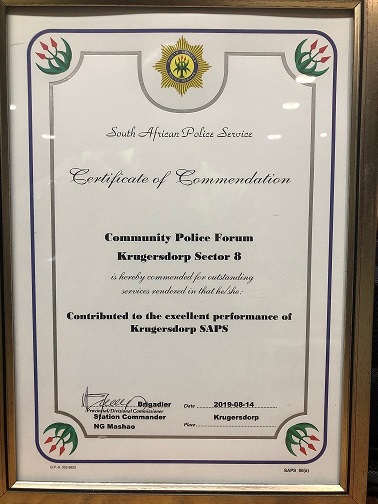 South African Police Service
Certificate of Commendation
Community Police Forum
Krugersdorp Sector 8
is hereby commended for outstanding
services rendered in that he/she:-
Contributed to the excellent performance of
Krugersdorp SAPS
Brigadier
Provincial/Divisional Commissioner
Station Commander
NG Mashao
Date 2019-08-14
Krugersdorp
Place
SAPS 80(a)